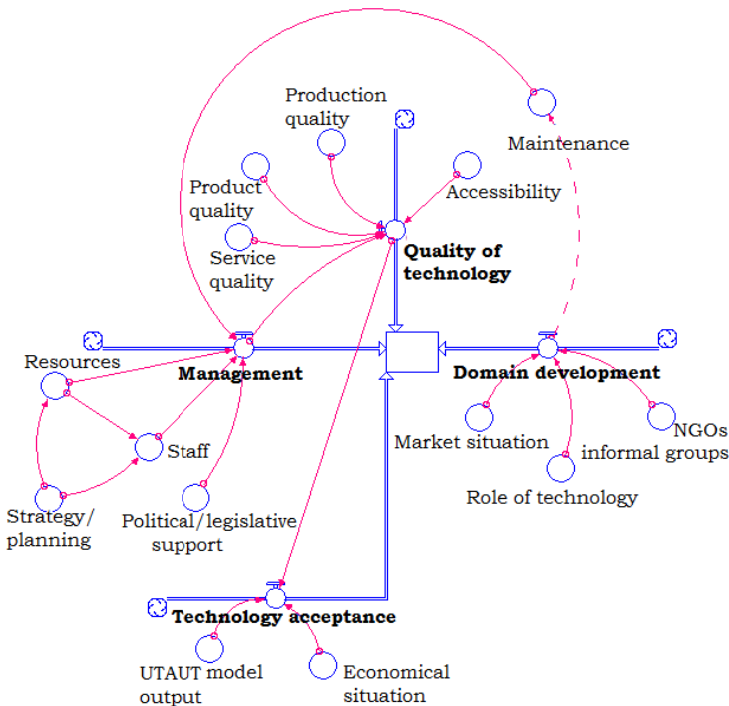 Production
quality
Maintenance
Product
quality
Accessibility
Service
quality
Quality of
technology
Resources
Management
Domain development
Market situation
NGOs
informal groups
Staff
Role of technology
Strategy/
planning
Political/legislative
support
Technology acceptance
UTAUT model
output
Economical
situation